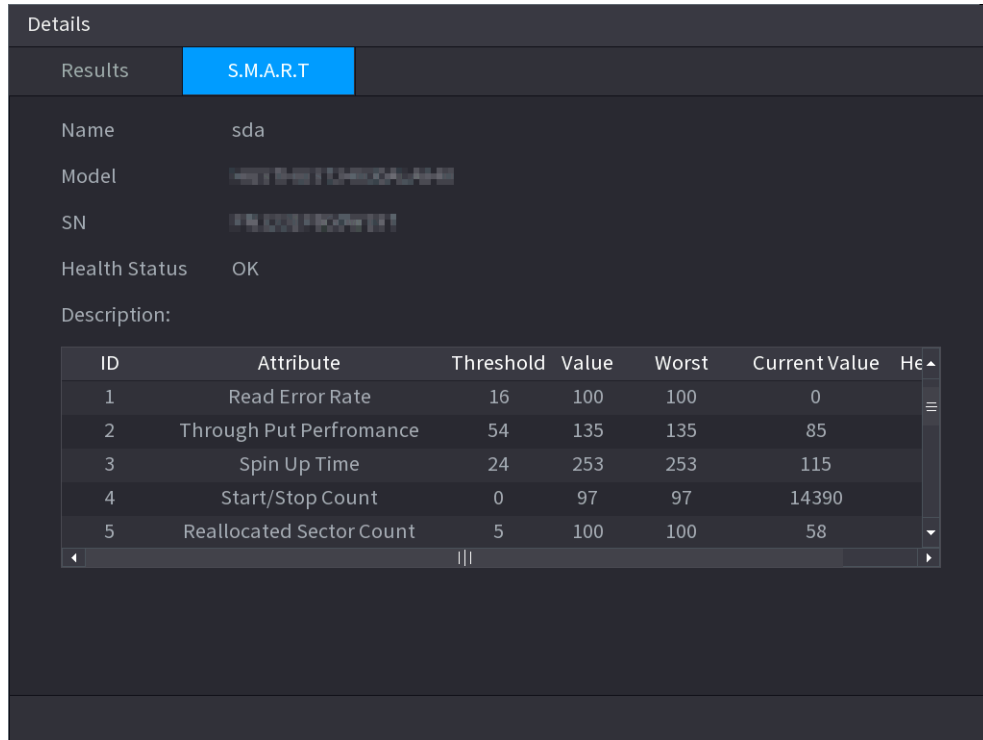 Details
Results S.M.A.R.T
Name sda
Model
SN
Health Status OK
Description:
ID Attribute Threshold Value Worst Current Value He
1 Read Error Rate 16 100 100 0
2 Through Put Perfromance 54 135 135 85
3 Spin Up Time 24 253 253 115
4 Start/Stop Count 0 97 97 14390
5 Reallocated Sector Count 5 100 100 58